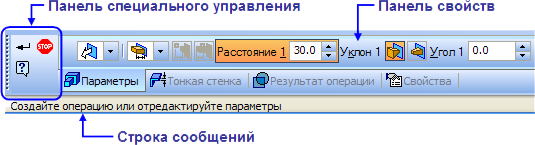 Панель специального управления Панель свойств
STOP Расстояние 1 30.0 Уклон 1 Угол 1 0.0
Параметры Тонкая стенка Результат операции Свойства
Создайте операцию или отредактируйте параметры
Строка сообщений